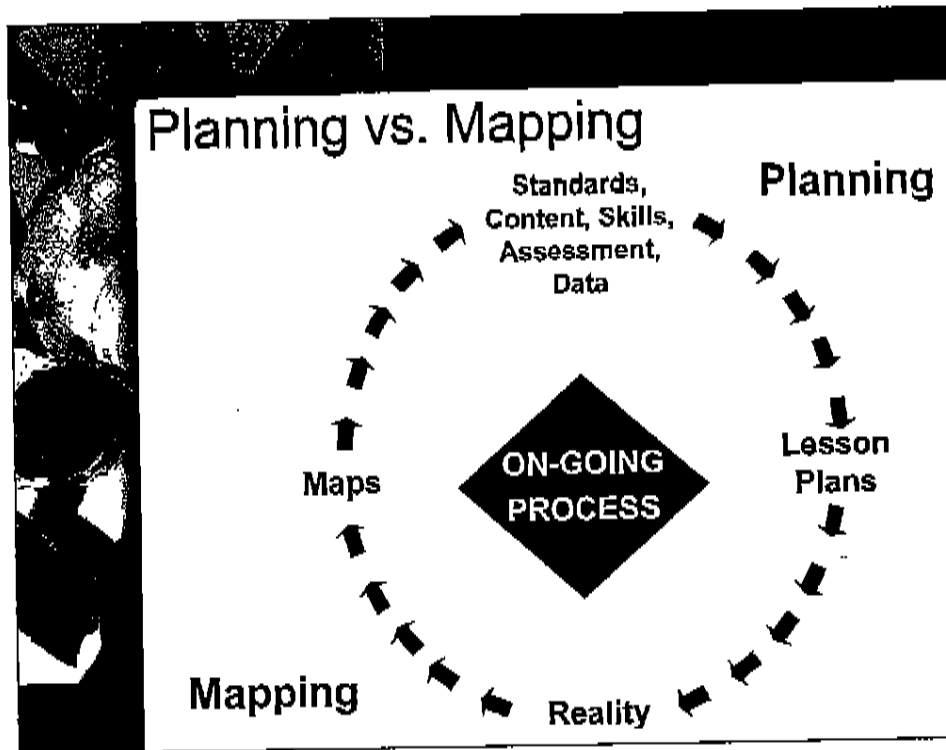 Planning vs. Mapping
Planning
Standards,
Content, Skills,
Assessment,
Data
Lesson
Plans
ON-GOING
PROCESS
Maps
Mapping
Reality